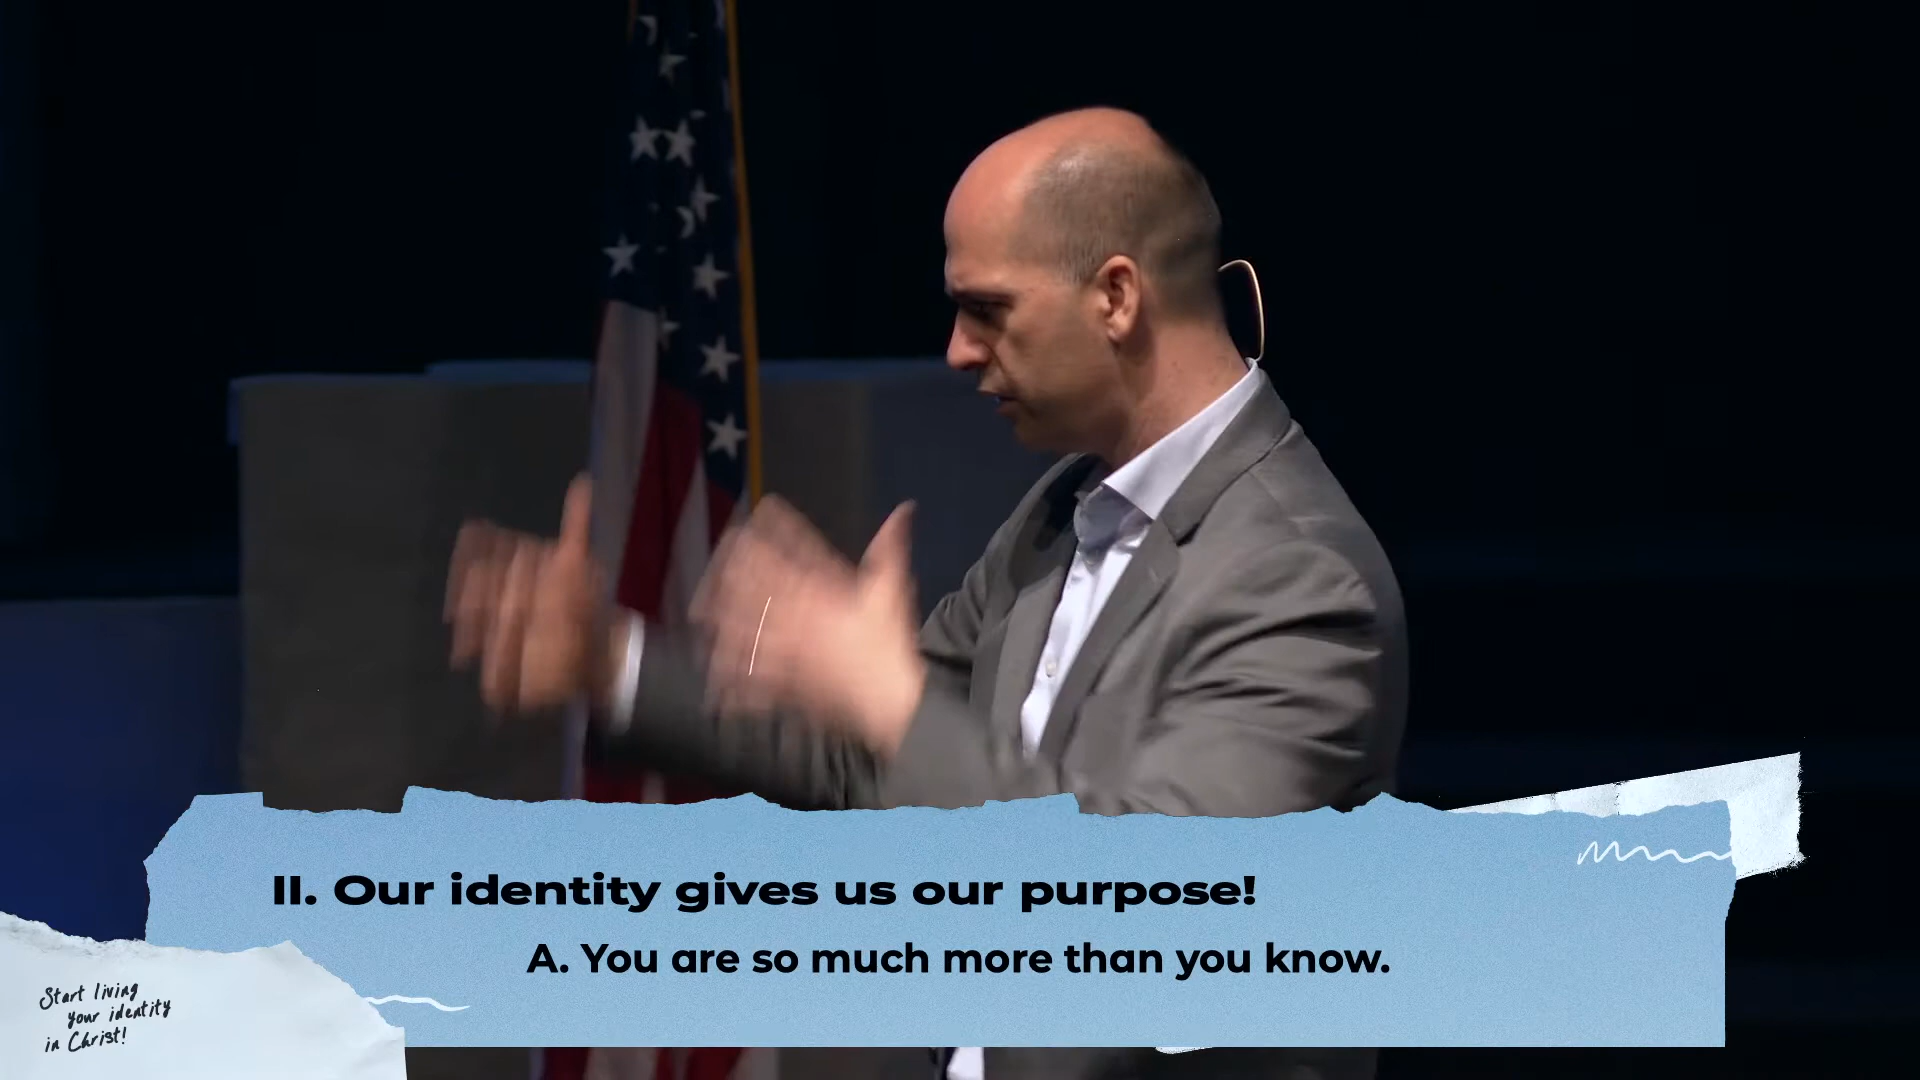 II. Our identity gives us our purpose!
A. You are so much more than you know.
Start living
your identity
in Christ!